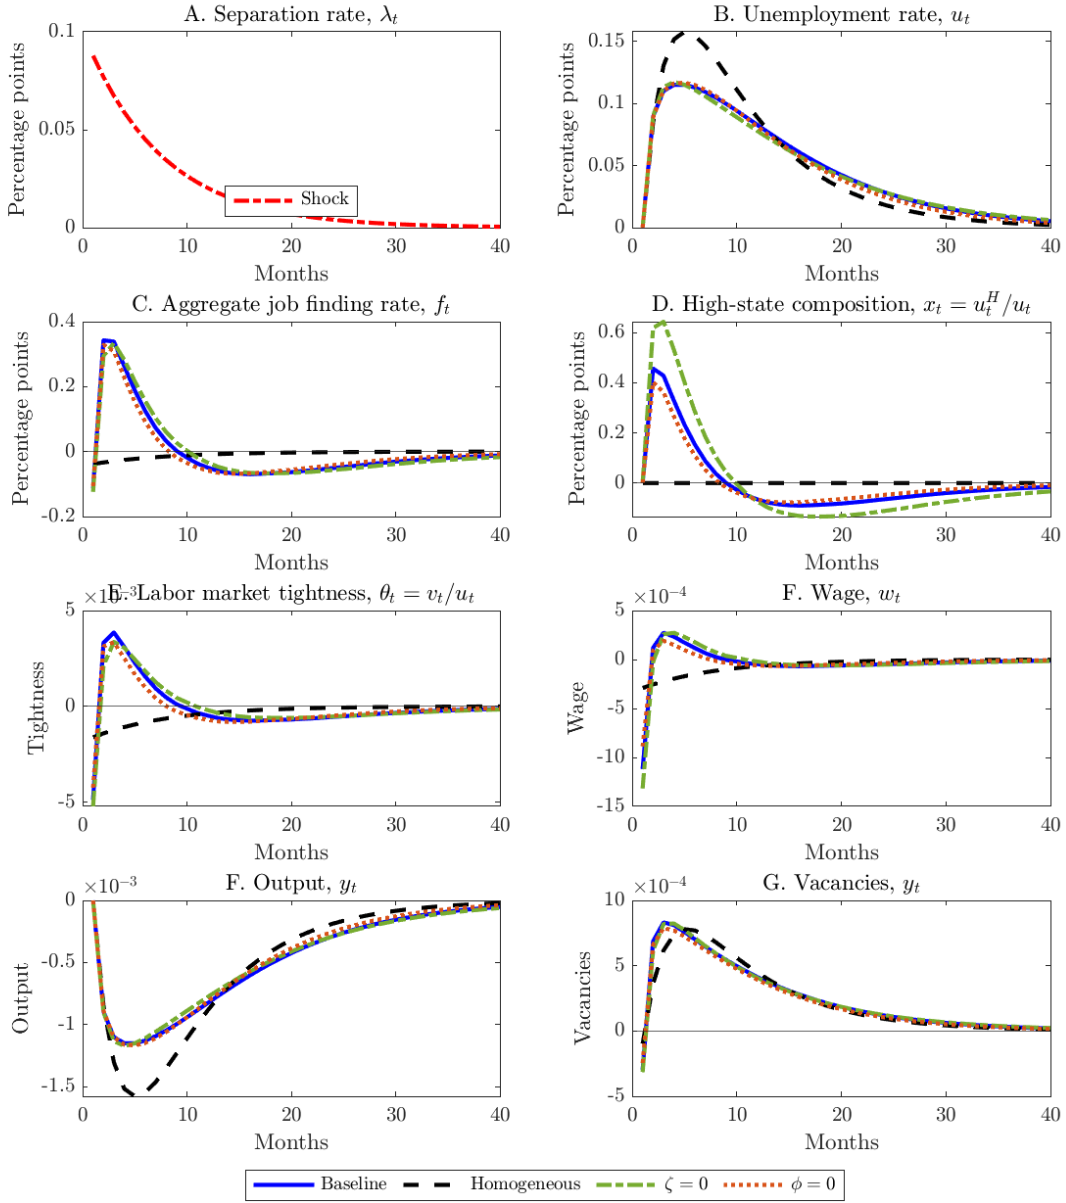 A. Separation rate, λ_t
Percentage points
0.1
0.05
0
0 10 20 30 40
Months
Shock
B. Unemployment rate, u_t
Percentage points
0.15
0.1
0.05
0
0 10 20 30 40
Months
C. Aggregate job finding rate, f_t
Percentage points
0.4
0.2
0
-0.2
0 10 20 30 40
Months
D. High-state composition, x_t = u_t^H/u_t
Percentage points
0.6
0.4
0.2
0
0 10 20 30 40
Months
×10^-3
E. Labor market tightness, θ_t = v_t/u_t
Tightness
5
0
-5
0 10 20 30 40
Months
×10^-4
F. Wage, w_t
Wage
5
0
-5
-10
-15
0 10 20 30 40
Months
×10^-3
F. Output, y_t
Output
0
-0.5
-1
-1.5
0 10 20 30 40
Months
×10^-4
G. Vacancies, y_t
Vacancies
10
5
0
-5
0 10 20 30 40
Months
Baseline Homogeneous ζ = 0 φ = 0